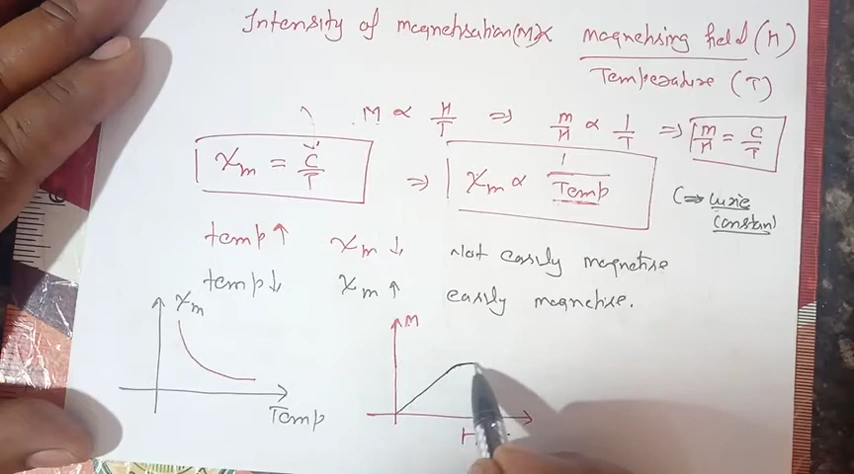 Intensity of magnetisation(M) ∝ magnetising field (H)
Temperature (T)
M ∝ H/T ⇒ m/H ∝ 1/T ⇒ m/H = C/T
χm = C/T ⇒ χm ∝ 1/Temp
C ⇒ Curie
(constan)
temp↑ χm↓ Not easily magnetise
temp↓ χm↑ easily magnetise.
χm
M
Temp